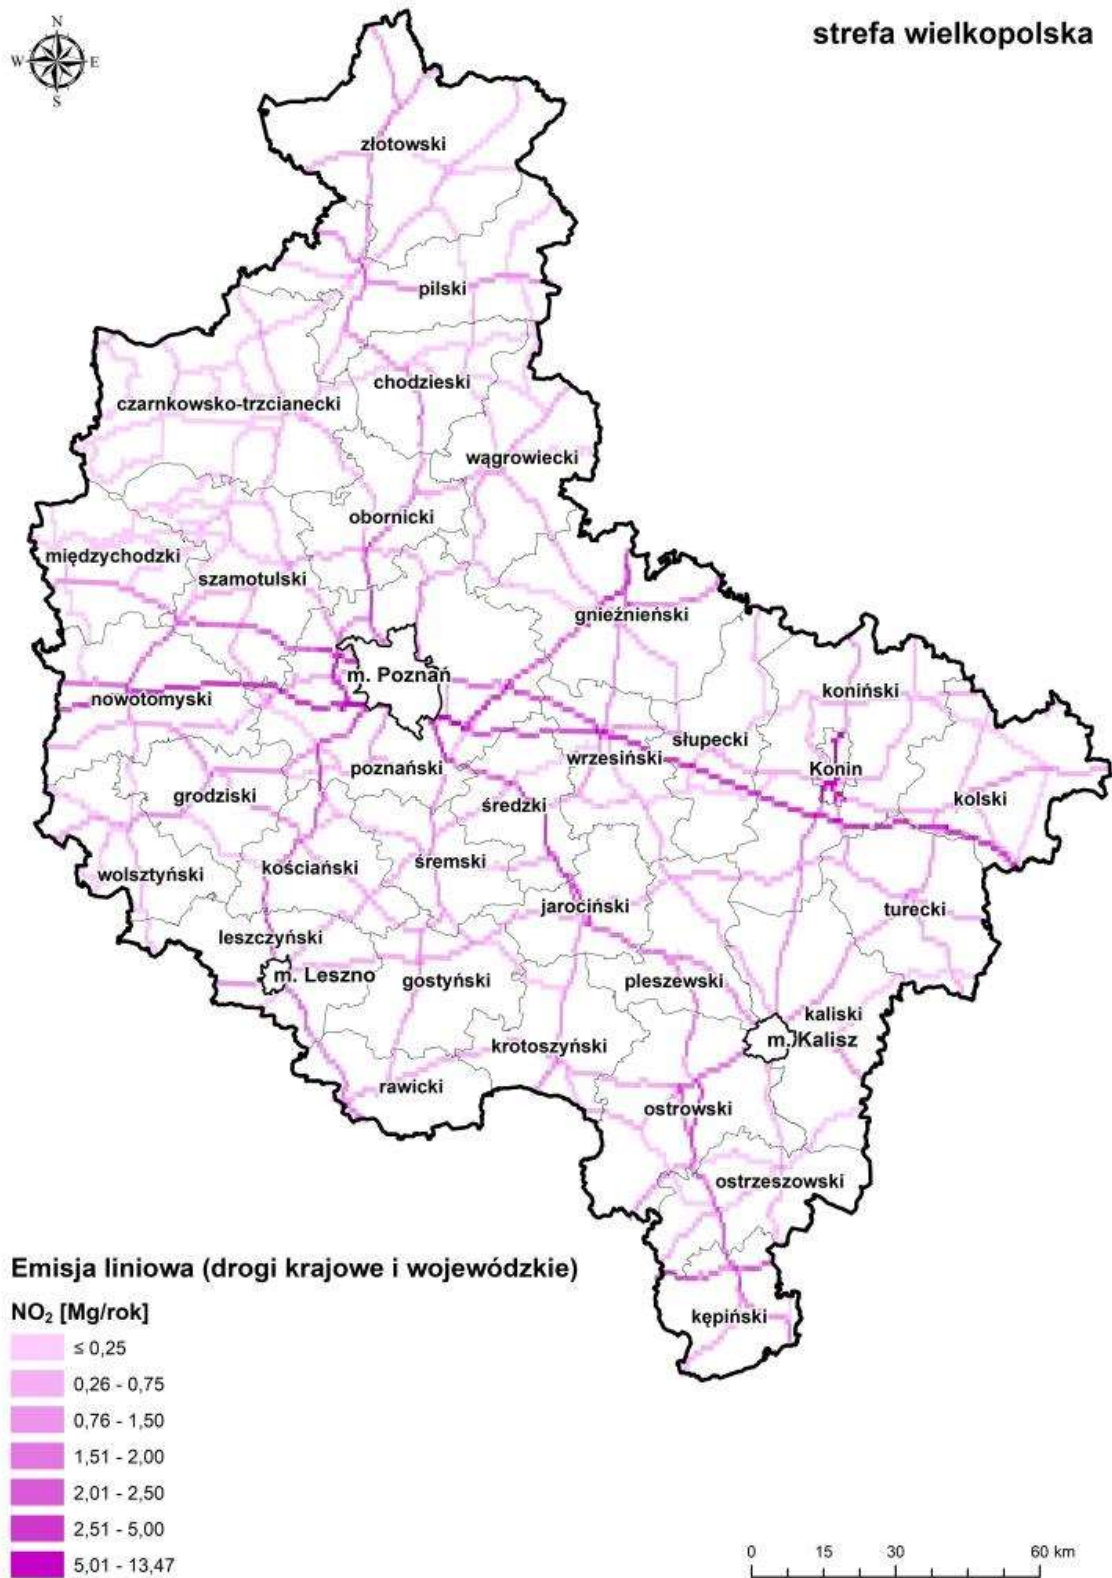 N
strefa wielkopolska
W
E
S
złotowski
pilski
chodzieski
czarnkowsko-trzcianecki
wągrowiecki
obornicki
międzychodzki
szamotulski
gnieźnieński
m. Poznań
nowotomyski
koniński
słupecki
wrzesiński
poznański
Konin
grodziski
średzki
kolski
wolsztyński
kościański
śremski
jarociński
turecki
leszczyński
m. Leszno
gostyński
pleszewski
kaliski
m. Kalisz
krotoszyński
rawicki
ostrowski
ostrzeszowski
kępiński
Emisja liniowa (drogi krajowe i wojewódzkie)
NO₂ [Mg/rok]
≤ 0,25
0,26 - 0,75
0,76 - 1,50
1,51 - 2,00
2,01 - 2,50
2,51 - 5,00
5,01 - 13,47
0 15 30 60 km